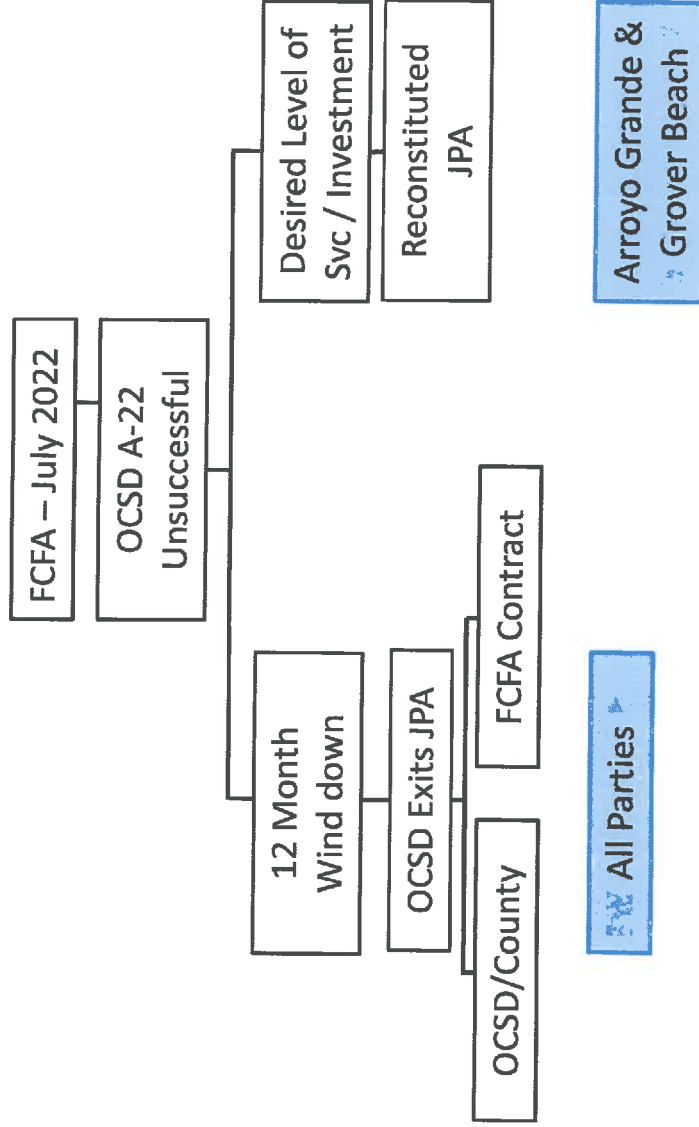 FCFA – July 2022
OCSD A-22
Unsuccessful
12 Month
Wind down
Desired Level of
Svc / Investment
OCSD Exits JPA
Reconstituted
JPA
OCSD/County
FCFA Contract
All Parties
Arroyo Grande &
Grover Beach